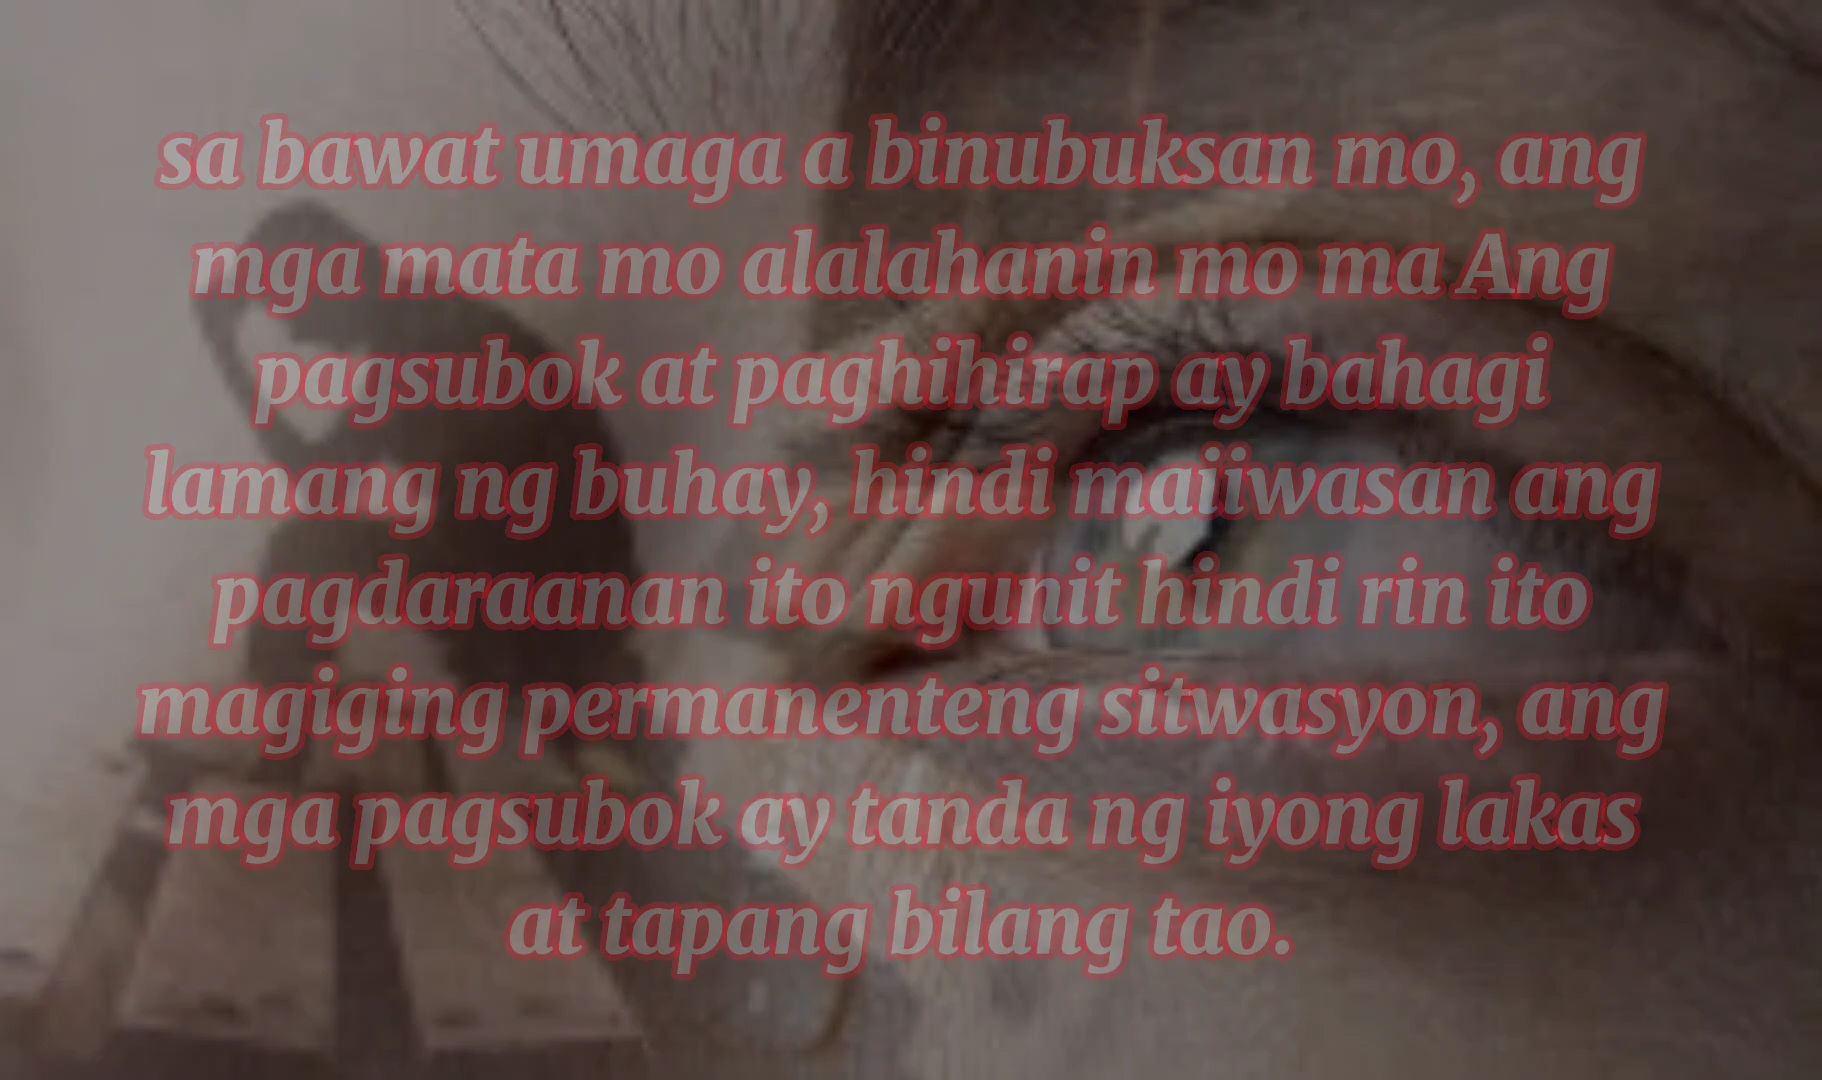 sa bawat umaga a binubuksan mo, ang
mga mata mo alalahanin mo ma Ang
pagsubok at paghihirap ay bahagi
lamang ng buhay, hindi maiiwasan ang
pagdaraanan ito ngunit hindi rin ito
magiging permanenteng sitwasyon, ang
mga pagsubok ay tanda ng iyong lakas
at tapang bilang tao.